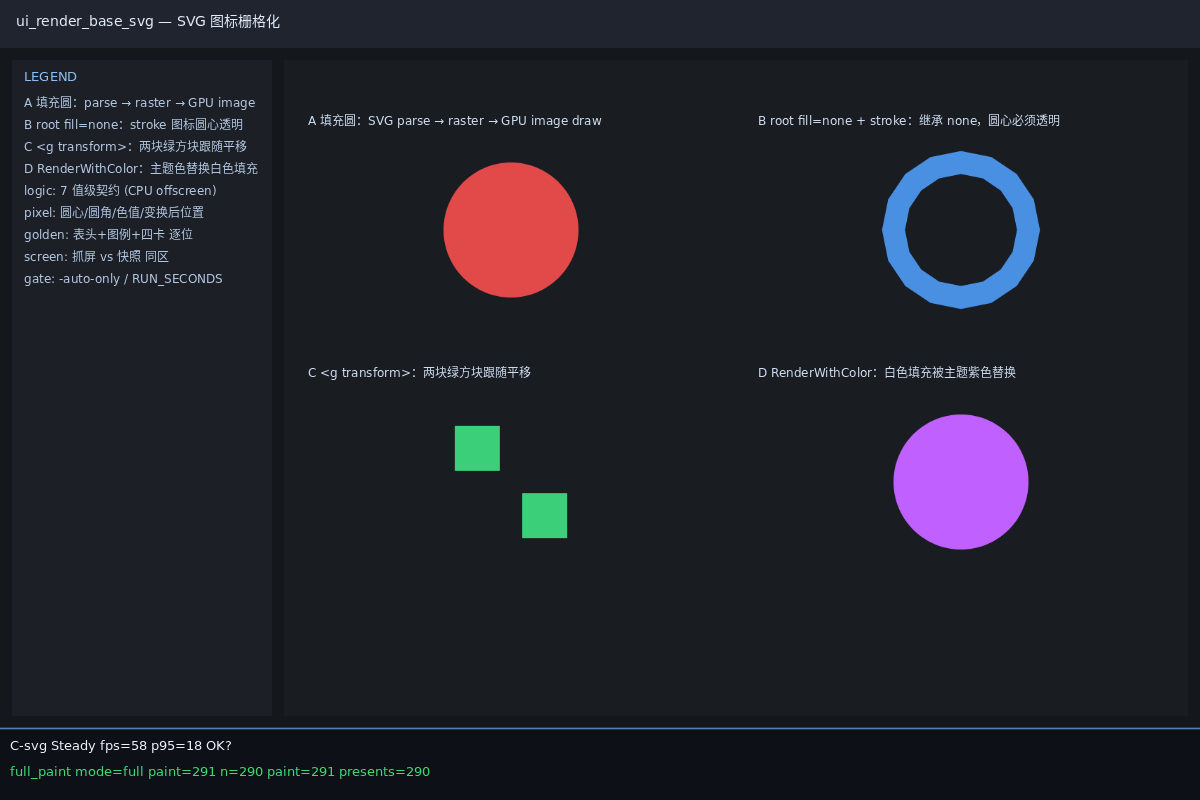 ui_render_base_svg — SVG 图标栅格化
LEGEND
A 填充圆：parse → raster → GPU image
B root fill=none：stroke 图标圆心透明
C <g transform>：两块绿方块跟随平移
D RenderWithColor：主题色替换白色填充
logic: 7 值级契约 (CPU offscreen)
pixel: 圆心/圆角/色值/变换后位置
golden: 表头+图例+四卡 逐位
screen: 抓屏 vs 快照 同区
gate: -auto-only / RUN_SECONDS
A 填充圆：SVG parse → raster → GPU image draw
B root fill=none + stroke：继承 none，圆心必须透明
C <g transform>：两块绿方块跟随平移
D RenderWithColor：白色填充被主题紫色替换
C-svg Steady fps=58 p95=18 OK?
full_paint mode=full paint=291 n=290 paint=291 presents=290